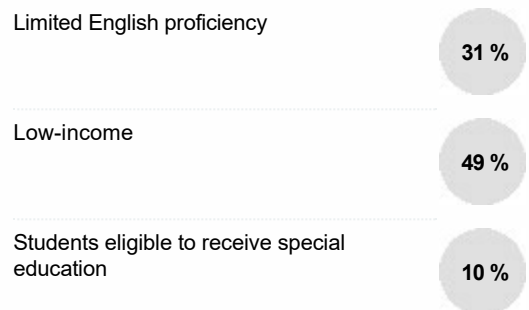 Limited English proficiency
31 %
Low-income
49 %
Students eligible to receive special
education
10 %